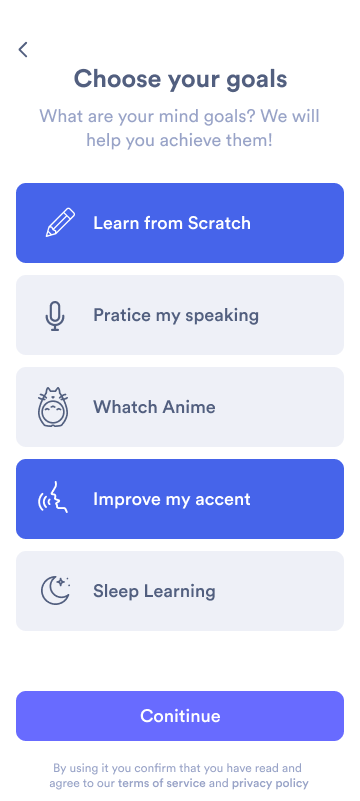 Choose your goals
What are your mind goals? We will
help you achieve them!
Learn from Scratch
Pratice my speaking
Whatch Anime
Improve my accent
Sleep Learning
Conitinue
By using it you confirm that you have read and
agree to our terms of service and privacy policy